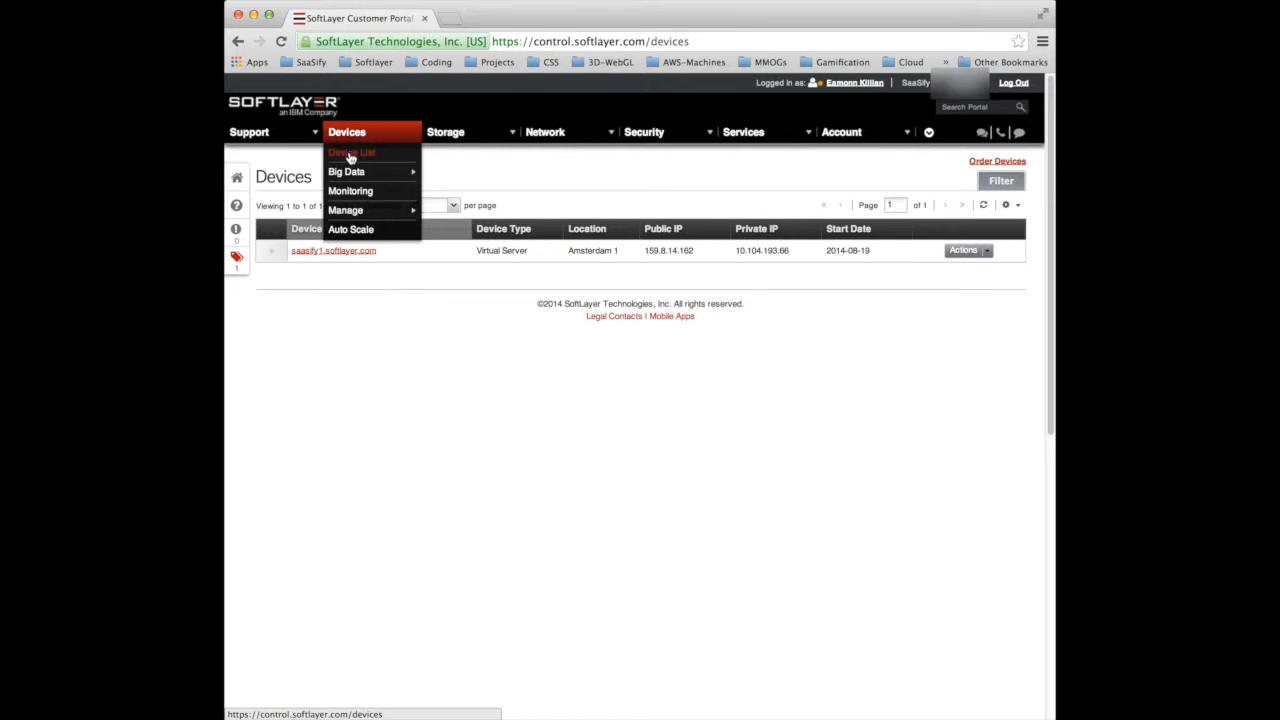 SoftLayer Customer Portal
SoftLayer Technologies, Inc. [US] https://control.softlayer.com/devices
Apps SaaSify Softlayer Coding Projects CSS 3D-WebGL AWS-Machines MMOGs Gamification Cloud » Other Bookmarks
Logged in as: Eamonn Killian | SaaSify Log Out
SOFTLAYER®
an IBM Company
Search Portal
Support Devices Storage Network Security Services Account
Device List
Order Devices
Big Data
Devices
Filter
Monitoring
Viewing 1 to 1 of 1 per page « ‹ Page 1 of 1 › »
Manage
Device Device Type Location Public IP Private IP Start Date
Auto Scale
0
saasify1.softlayer.com Virtual Server Amsterdam 1 159.8.14.162 10.104.193.66 2014-08-19 Actions
1
©2014 SoftLayer Technologies, Inc. All rights reserved.
Legal Contacts | Mobile Apps
https://control.softlayer.com/devices